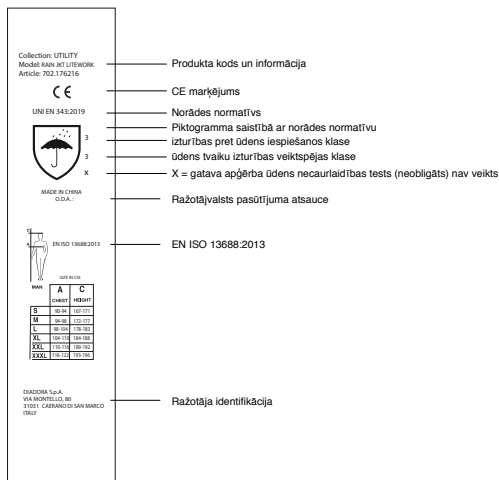 Collection: UTILITY
Model: RAIN JKT LITEWORK
Article: 702.176216
Produkta kods un informācija
CE
CE marķējums
UNI EN 343:2019
Norādes normatīvs
Piktogramma saistībā ar norādes normatīvu
3
izturības pret ūdens iespiešanos klase
3
ūdens tvaiku izturības veiktspējas klase
X
X = gatava apģērba ūdens necaurlaidības tests (neobligāts) nav veikts
MADE IN CHINA
O.D.A. :
Ražotājvalsts pasūtījuma atsauce
C
A
EN ISO 13688:2013
EN ISO 13688:2013
SIZE IN CM
MAN
A C
CHEST HEIGHT
S 90-94 167-171
M 94-98 172-177
L 98-104 178-183
XL 104-110 184-188
XXL 110-116 189-192
XXXL 116-122 193-196
DIADORA S.p.A.
VIA MONTELLO, 80
31031 CAERANO DI SAN MARCO
ITALY
Ražotāja identifikācija